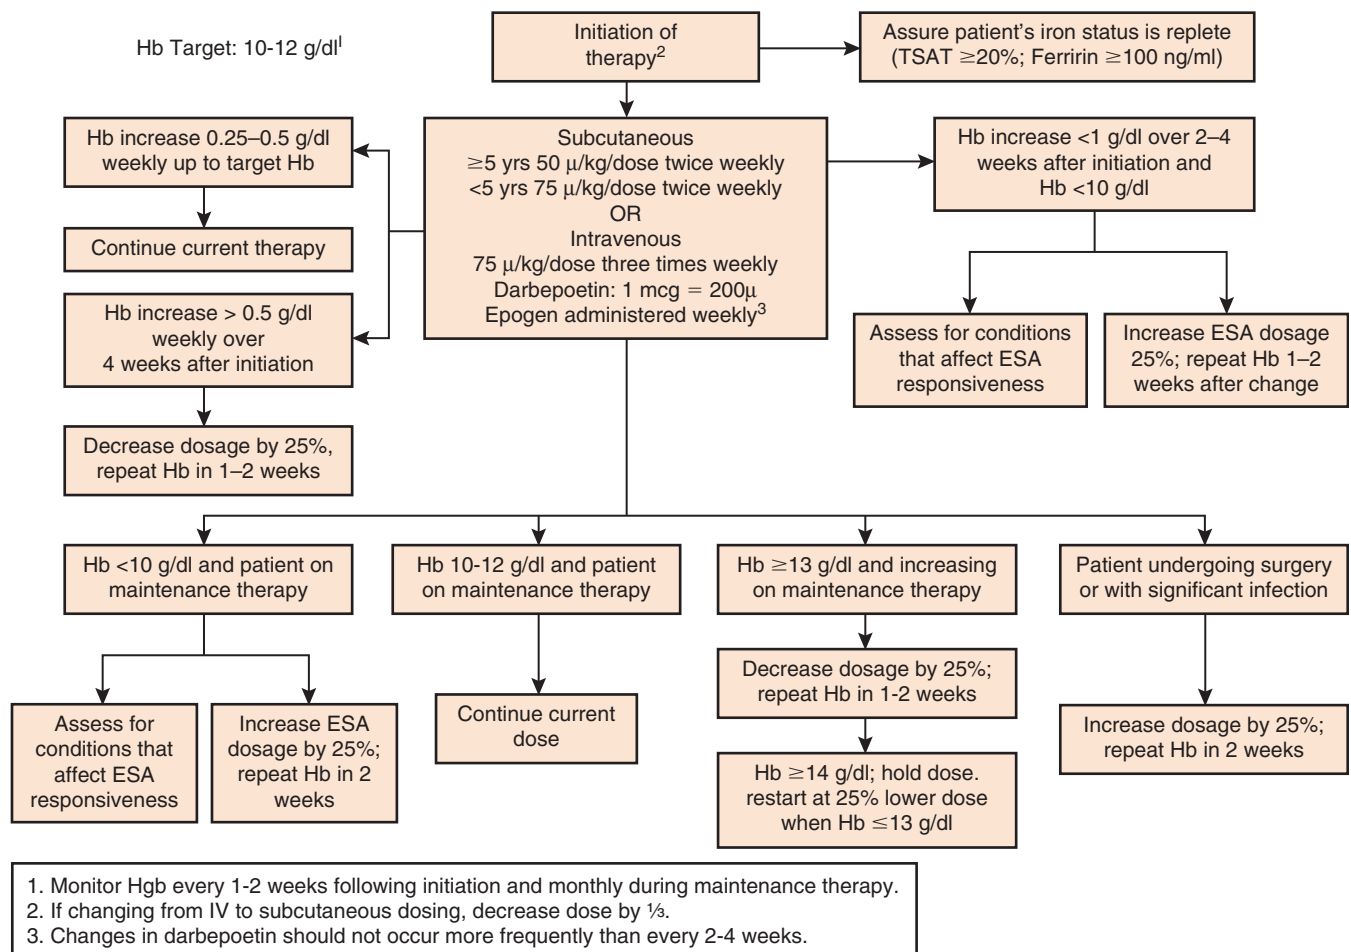 Hb Target: 10-12 g/dl¹
Initiation of
therapy²
Assure patient's iron status is replete
(TSAT ≥20%; Ferririn ≥100 ng/ml)
Hb increase 0.25–0.5 g/dl
weekly up to target Hb
Continue current therapy
Hb increase > 0.5 g/dl
weekly over
4 weeks after initiation
Decrease dosage by 25%,
repeat Hb in 1–2 weeks
Subcutaneous
≥5 yrs 50 μ/kg/dose twice weekly
<5 yrs 75 μ/kg/dose twice weekly
OR
Intravenous
75 μ/kg/dose three times weekly
Darbepoetin: 1 mcg = 200μ
Epogen administered weekly³
Hb increase <1 g/dl over 2–4
weeks after initiation and
Hb <10 g/dl
Assess for conditions
that affect ESA
responsiveness
Increase ESA dosage
25%; repeat Hb 1–2
weeks after change
Hb <10 g/dl and patient on
maintenance therapy
Assess for
conditions that
affect ESA
responsiveness
Increase ESA
dosage by 25%;
repeat Hb in 2
weeks
Hb 10-12 g/dl and patient
on maintenance therapy
Continue current
dose
Hb ≥13 g/dl and increasing
on maintenance therapy
Decrease dosage by 25%;
repeat Hb in 1-2 weeks
Hb ≥14 g/dl; hold dose.
restart at 25% lower dose
when Hb ≤13 g/dl
Patient undergoing surgery
or with significant infection
Increase dosage by 25%;
repeat Hb in 2 weeks
1. Monitor Hgb every 1-2 weeks following initiation and monthly during maintenance therapy.
2. If changing from IV to subcutaneous dosing, decrease dose by ⅓.
3. Changes in darbepoetin should not occur more frequently than every 2-4 weeks.